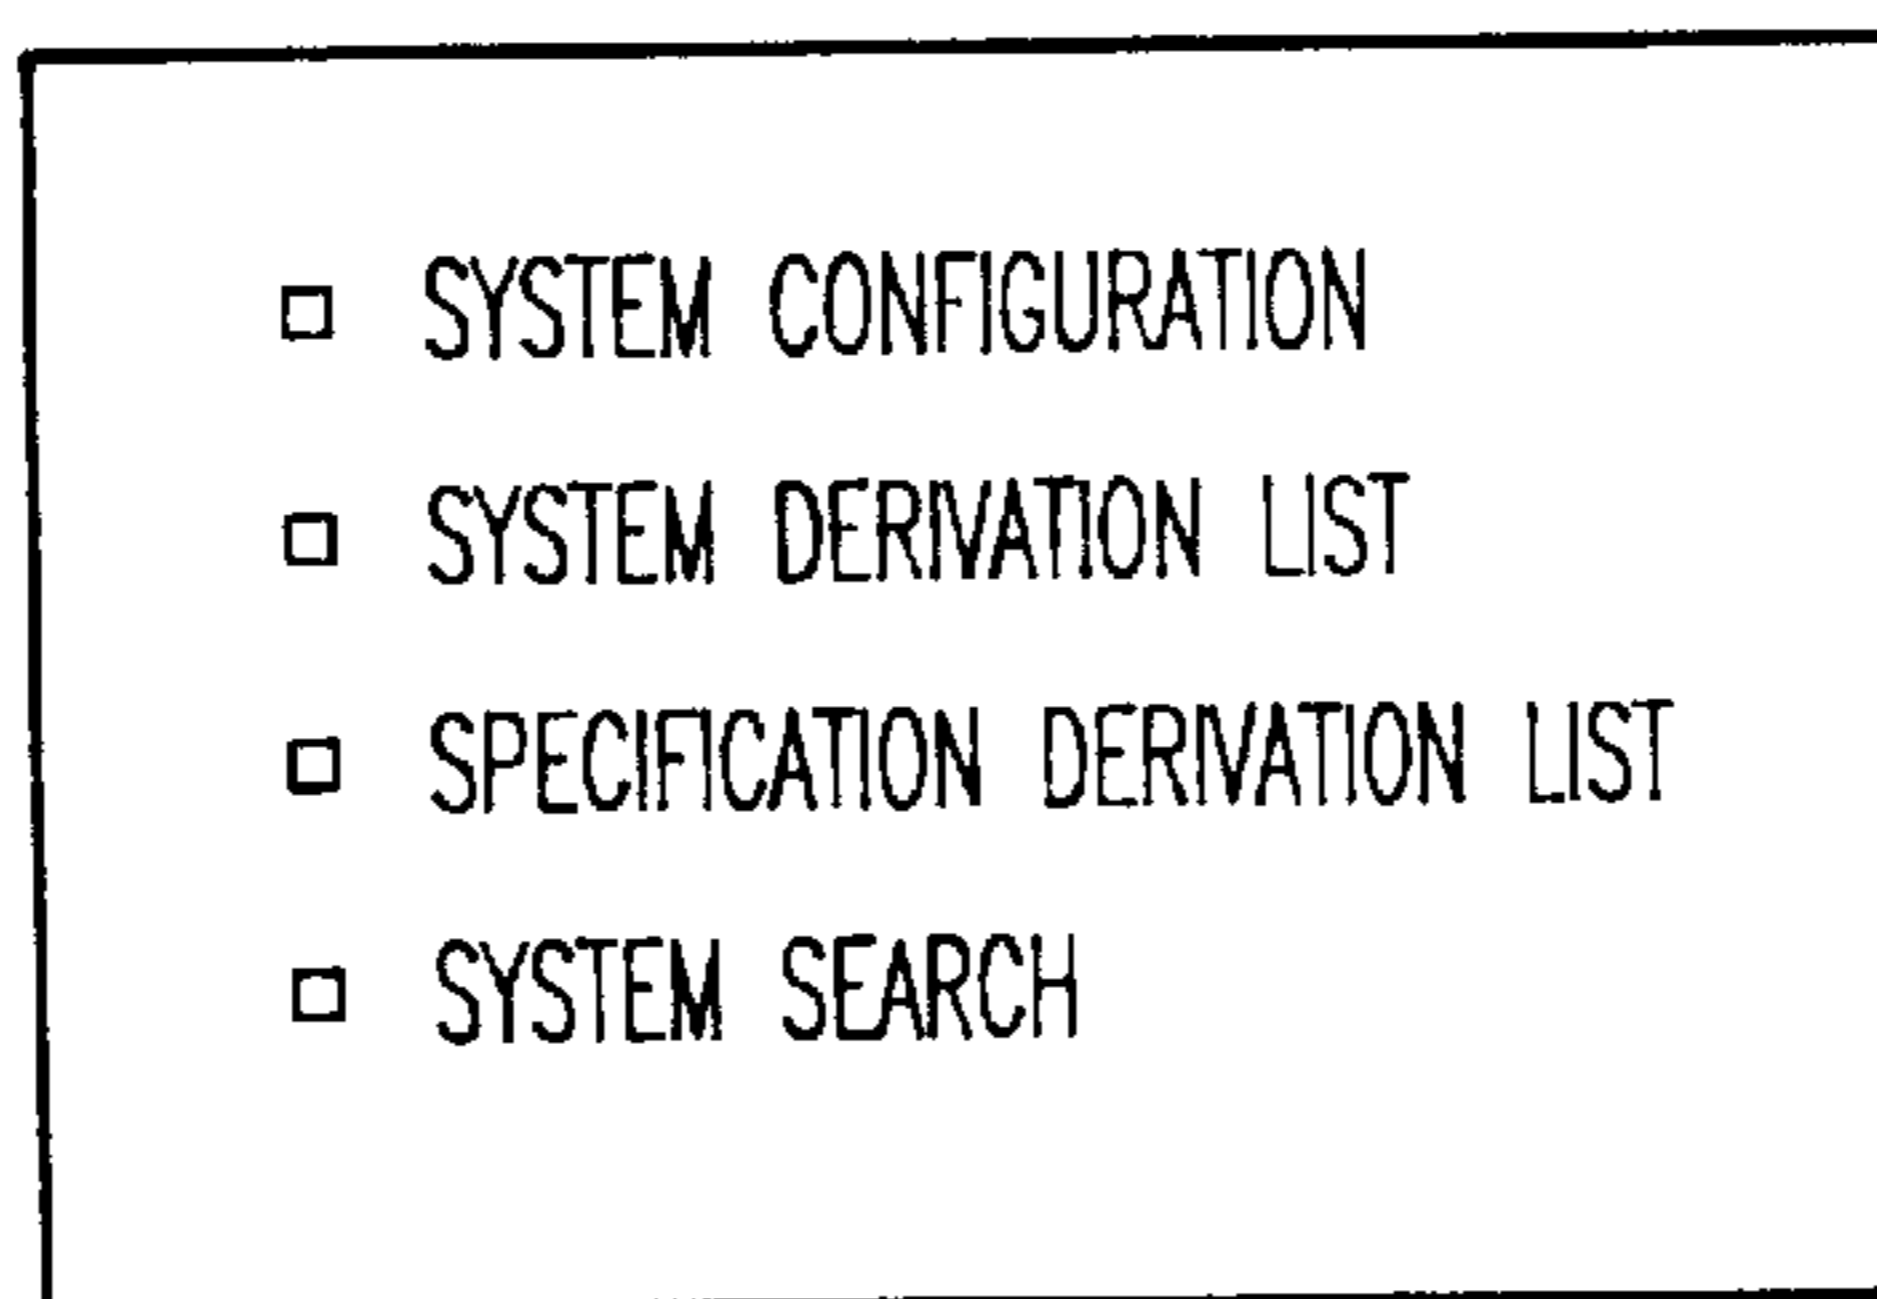 □ SYSTEM CONFIGURATION
□ SYSTEM DERIVATION LIST
□ SPECIFICATION DERIVATION LIST
□ SYSTEM SEARCH